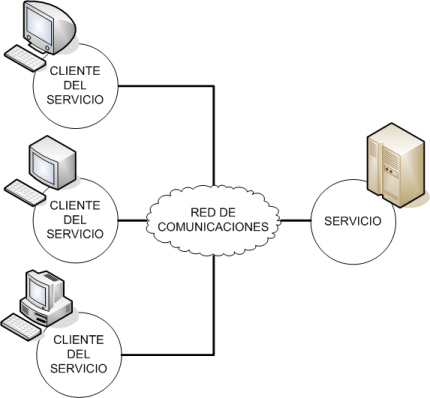 CLIENTE
DEL
SERVICIO
CLIENTE
DEL
SERVICIO
RED DE
COMUNICACIONES
SERVICIO
CLIENTE
DEL
SERVICIO